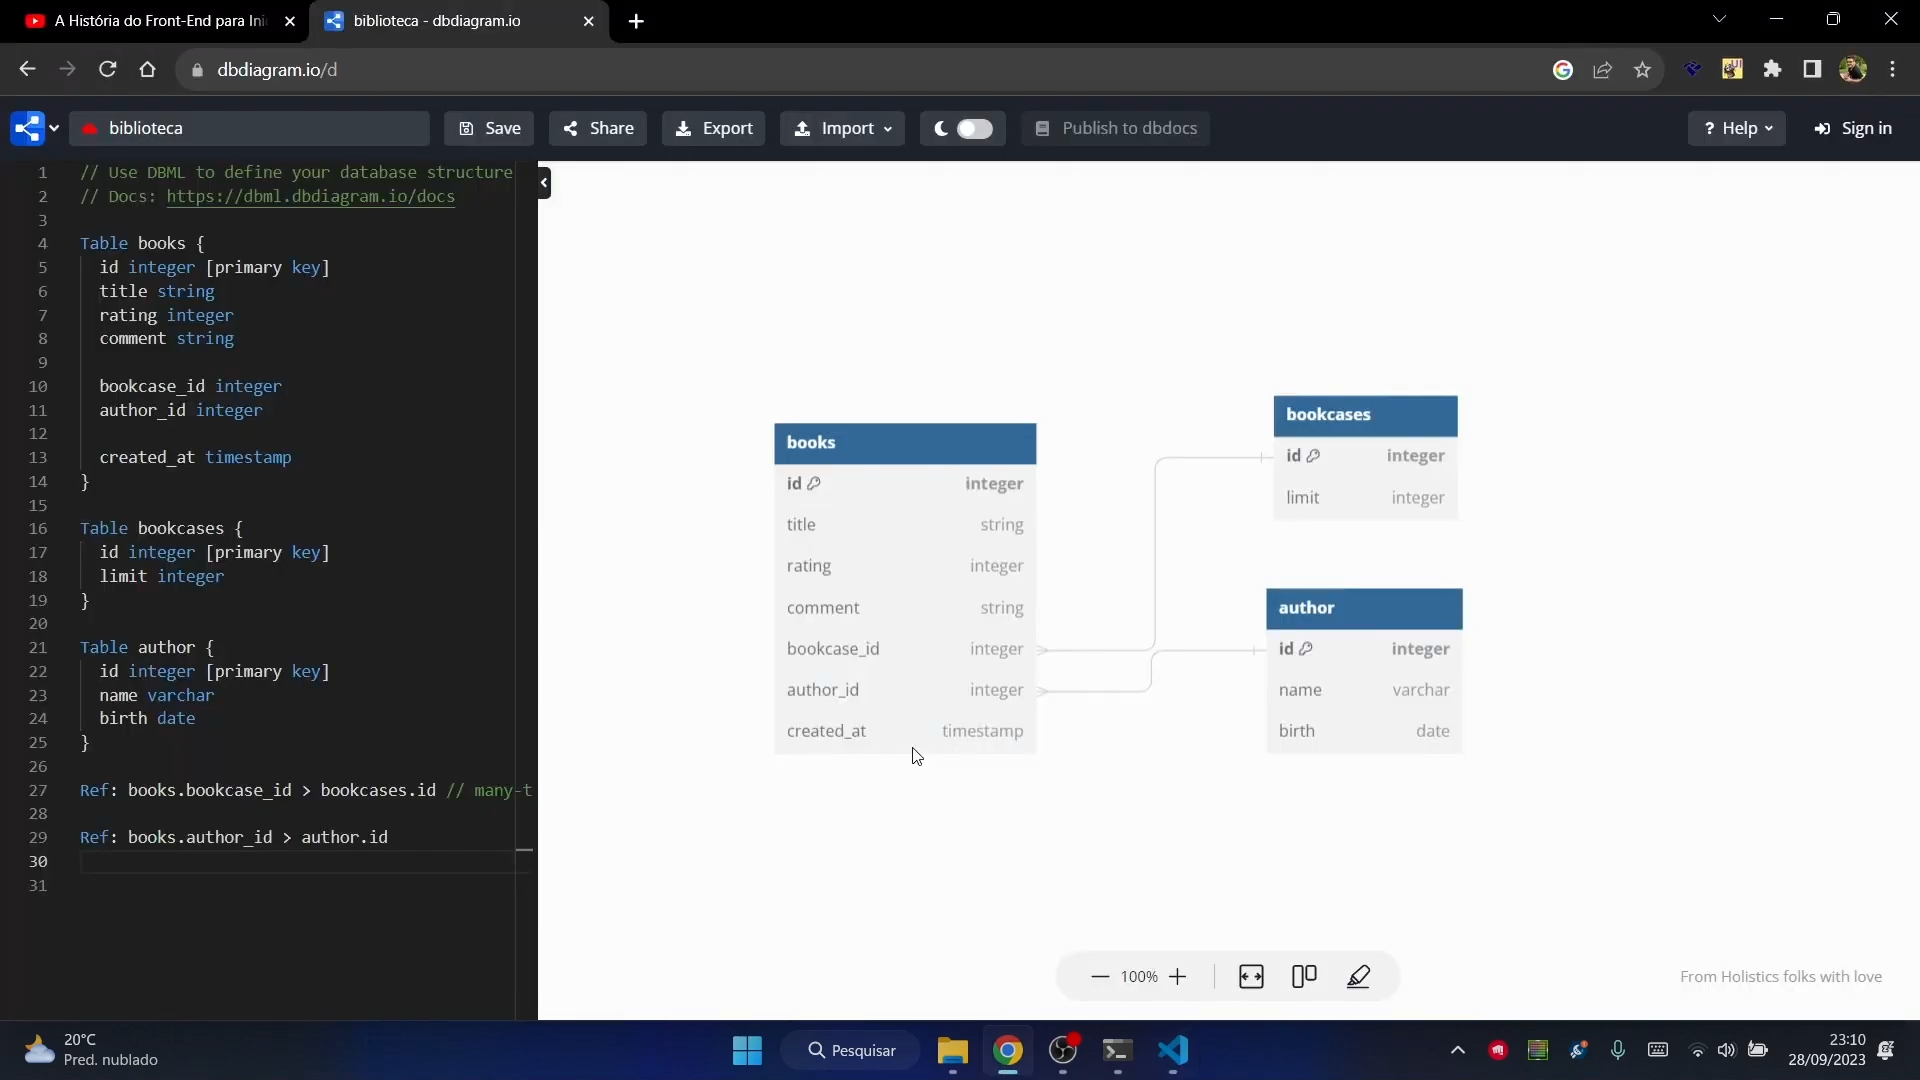 A História do Front-End para Ini
biblioteca - dbdiagram.io
dbdiagram.io/d
biblioteca
Save
Share
Export
Import
Publish to dbdocs
? Help
Sign in
1 // Use DBML to define your database structure
2 // Docs: https://dbml.dbdiagram.io/docs
3
4 Table books {
5 id integer [primary key]
6 title string
7 rating integer
8 comment string
9
10 bookcase_id integer
11 author_id integer
12
13 created_at timestamp
14 }
15
16 Table bookcases {
17 id integer [primary key]
18 limit integer
19 }
20
21 Table author {
22 id integer [primary key]
23 name varchar
24 birth date
25 }
26
27 Ref: books.bookcase_id > bookcases.id // many-t
28
29 Ref: books.author_id > author.id
30
31
books
id integer
title string
rating integer
comment string
bookcase_id integer
author_id integer
created_at timestamp
bookcases
id integer
limit integer
author
id integer
name varchar
birth date
100%
From Holistics folks with love
20°C
Pred. nublado
Pesquisar
23:10
28/09/2023